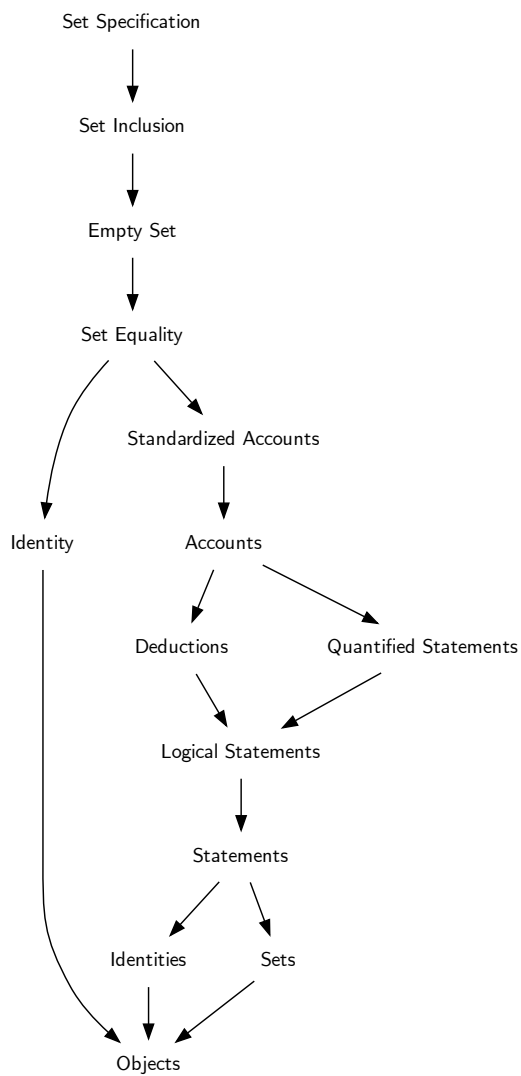 Set Specification
Set Inclusion
Empty Set
Set Equality
Standardized Accounts
Identity
Accounts
Deductions
Quantified Statements
Logical Statements
Statements
Identities
Sets
Objects